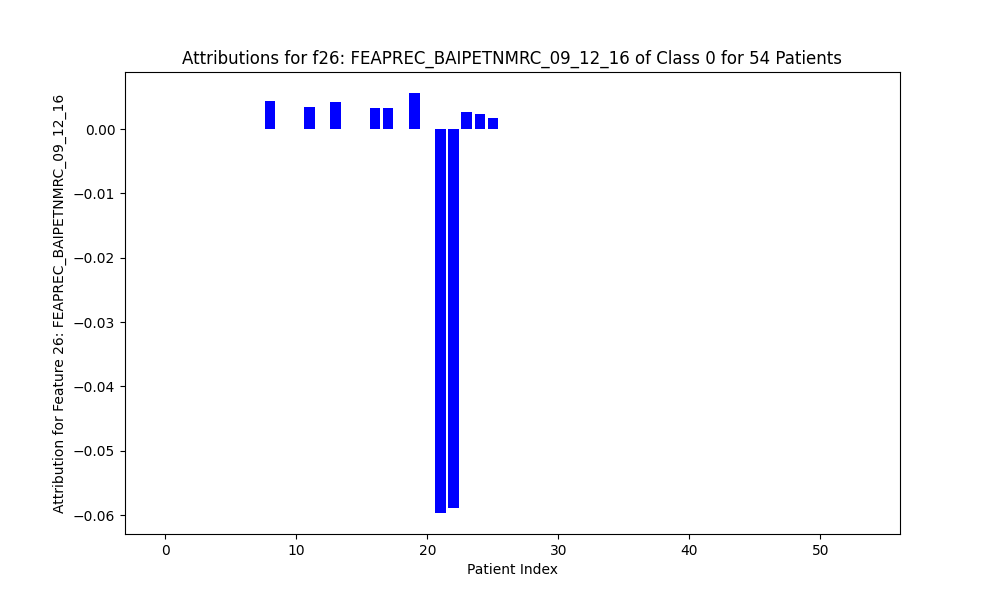 Attributions for f26: FEAPREC_BAIPETNMRC_09_12_16 of Class 0 for 54 Patients
Attribution for Feature 26: FEAPREC_BAIPETNMRC_09_12_16
0.00
−0.01
−0.02
−0.03
−0.04
−0.05
−0.06
0 10 20 30 40 50
Patient Index